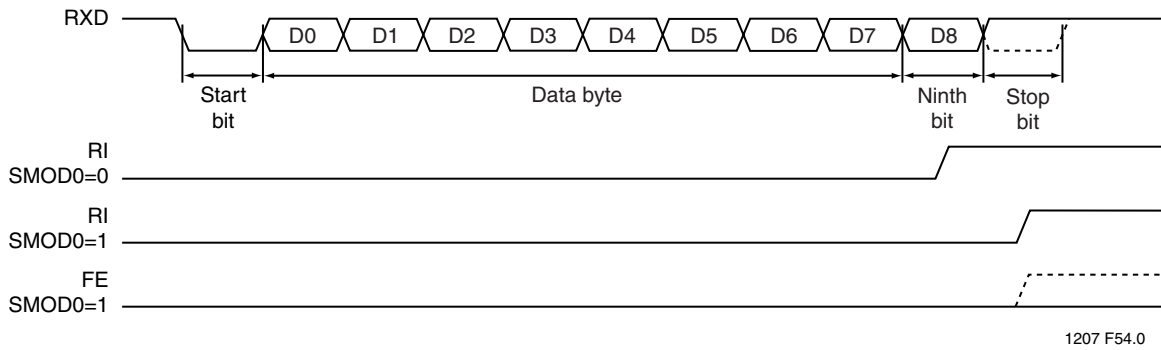 RXD
D0 D1 D2 D3 D4 D5 D6 D7 D8
Start
bit
Data byte
Ninth
bit
Stop
bit
RI
SMOD0=0
RI
SMOD0=1
FE
SMOD0=1
1207 F54.0